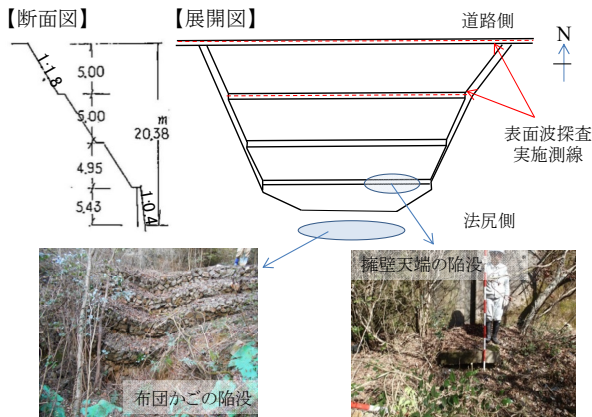 【断面図】
【展開図】
道路側
N
1:1.8
5,00
5,00
m
20,38
4,95
5,43
1:0.4
表面波探査
実施測線
法尻側
擁壁天端の陥没
布団かごの陥没